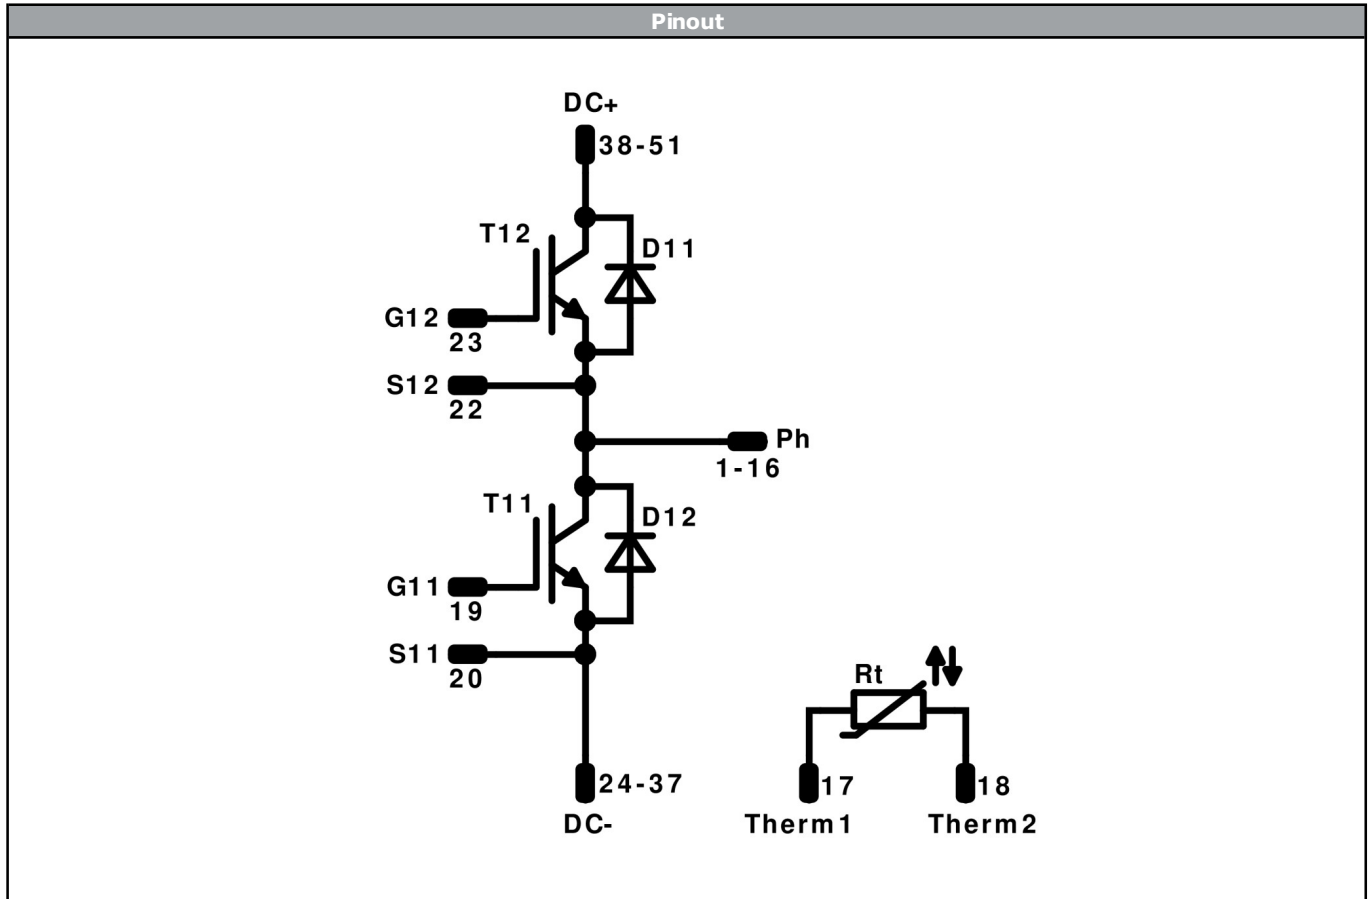 Pinout
DC+
38-51
T12
D11
G12
23
S12
22
Ph
1-16
T11
D12
G11
19
S11
20
Rt
24-37
17
18
DC-
Therm1
Therm2